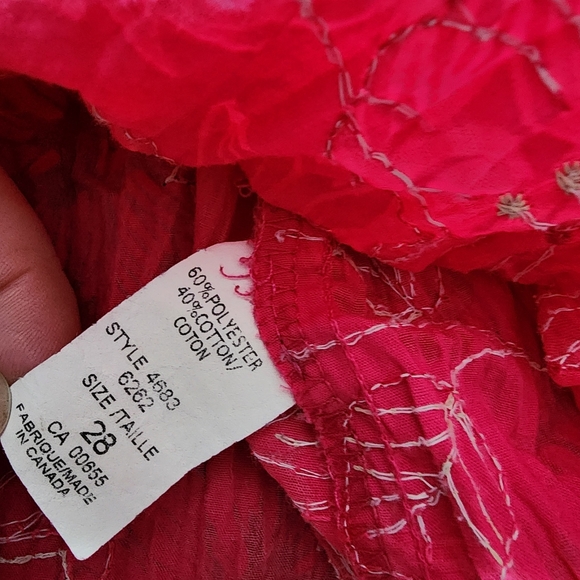 60%POLYESTER
40%COTTON/
COTON
STYLE 4683
6262
SIZE/TAILLE
28
CA 00655
FABRIQUE/MADE
IN CANADA